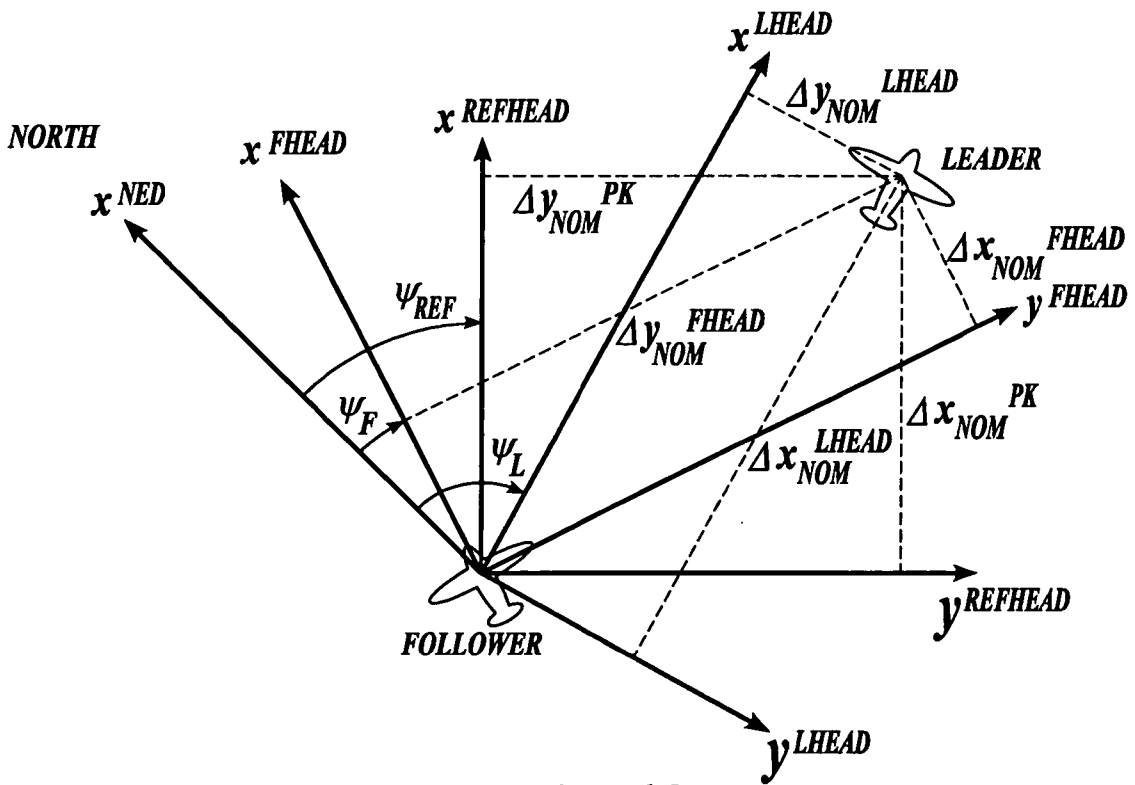 x^LHEAD
Δy_NOM^LHEAD
x^REFHEAD
NORTH
x^FHEAD
LEADER
x^NED
Δy_NOM^PK
Δx_NOM^FHEAD
ψ_REF
y^FHEAD
Δy_NOM^FHEAD
ψ_F
Δx_NOM^PK
ψ_L
Δx_NOM^LHEAD
y^REFHEAD
FOLLOWER
y^LHEAD